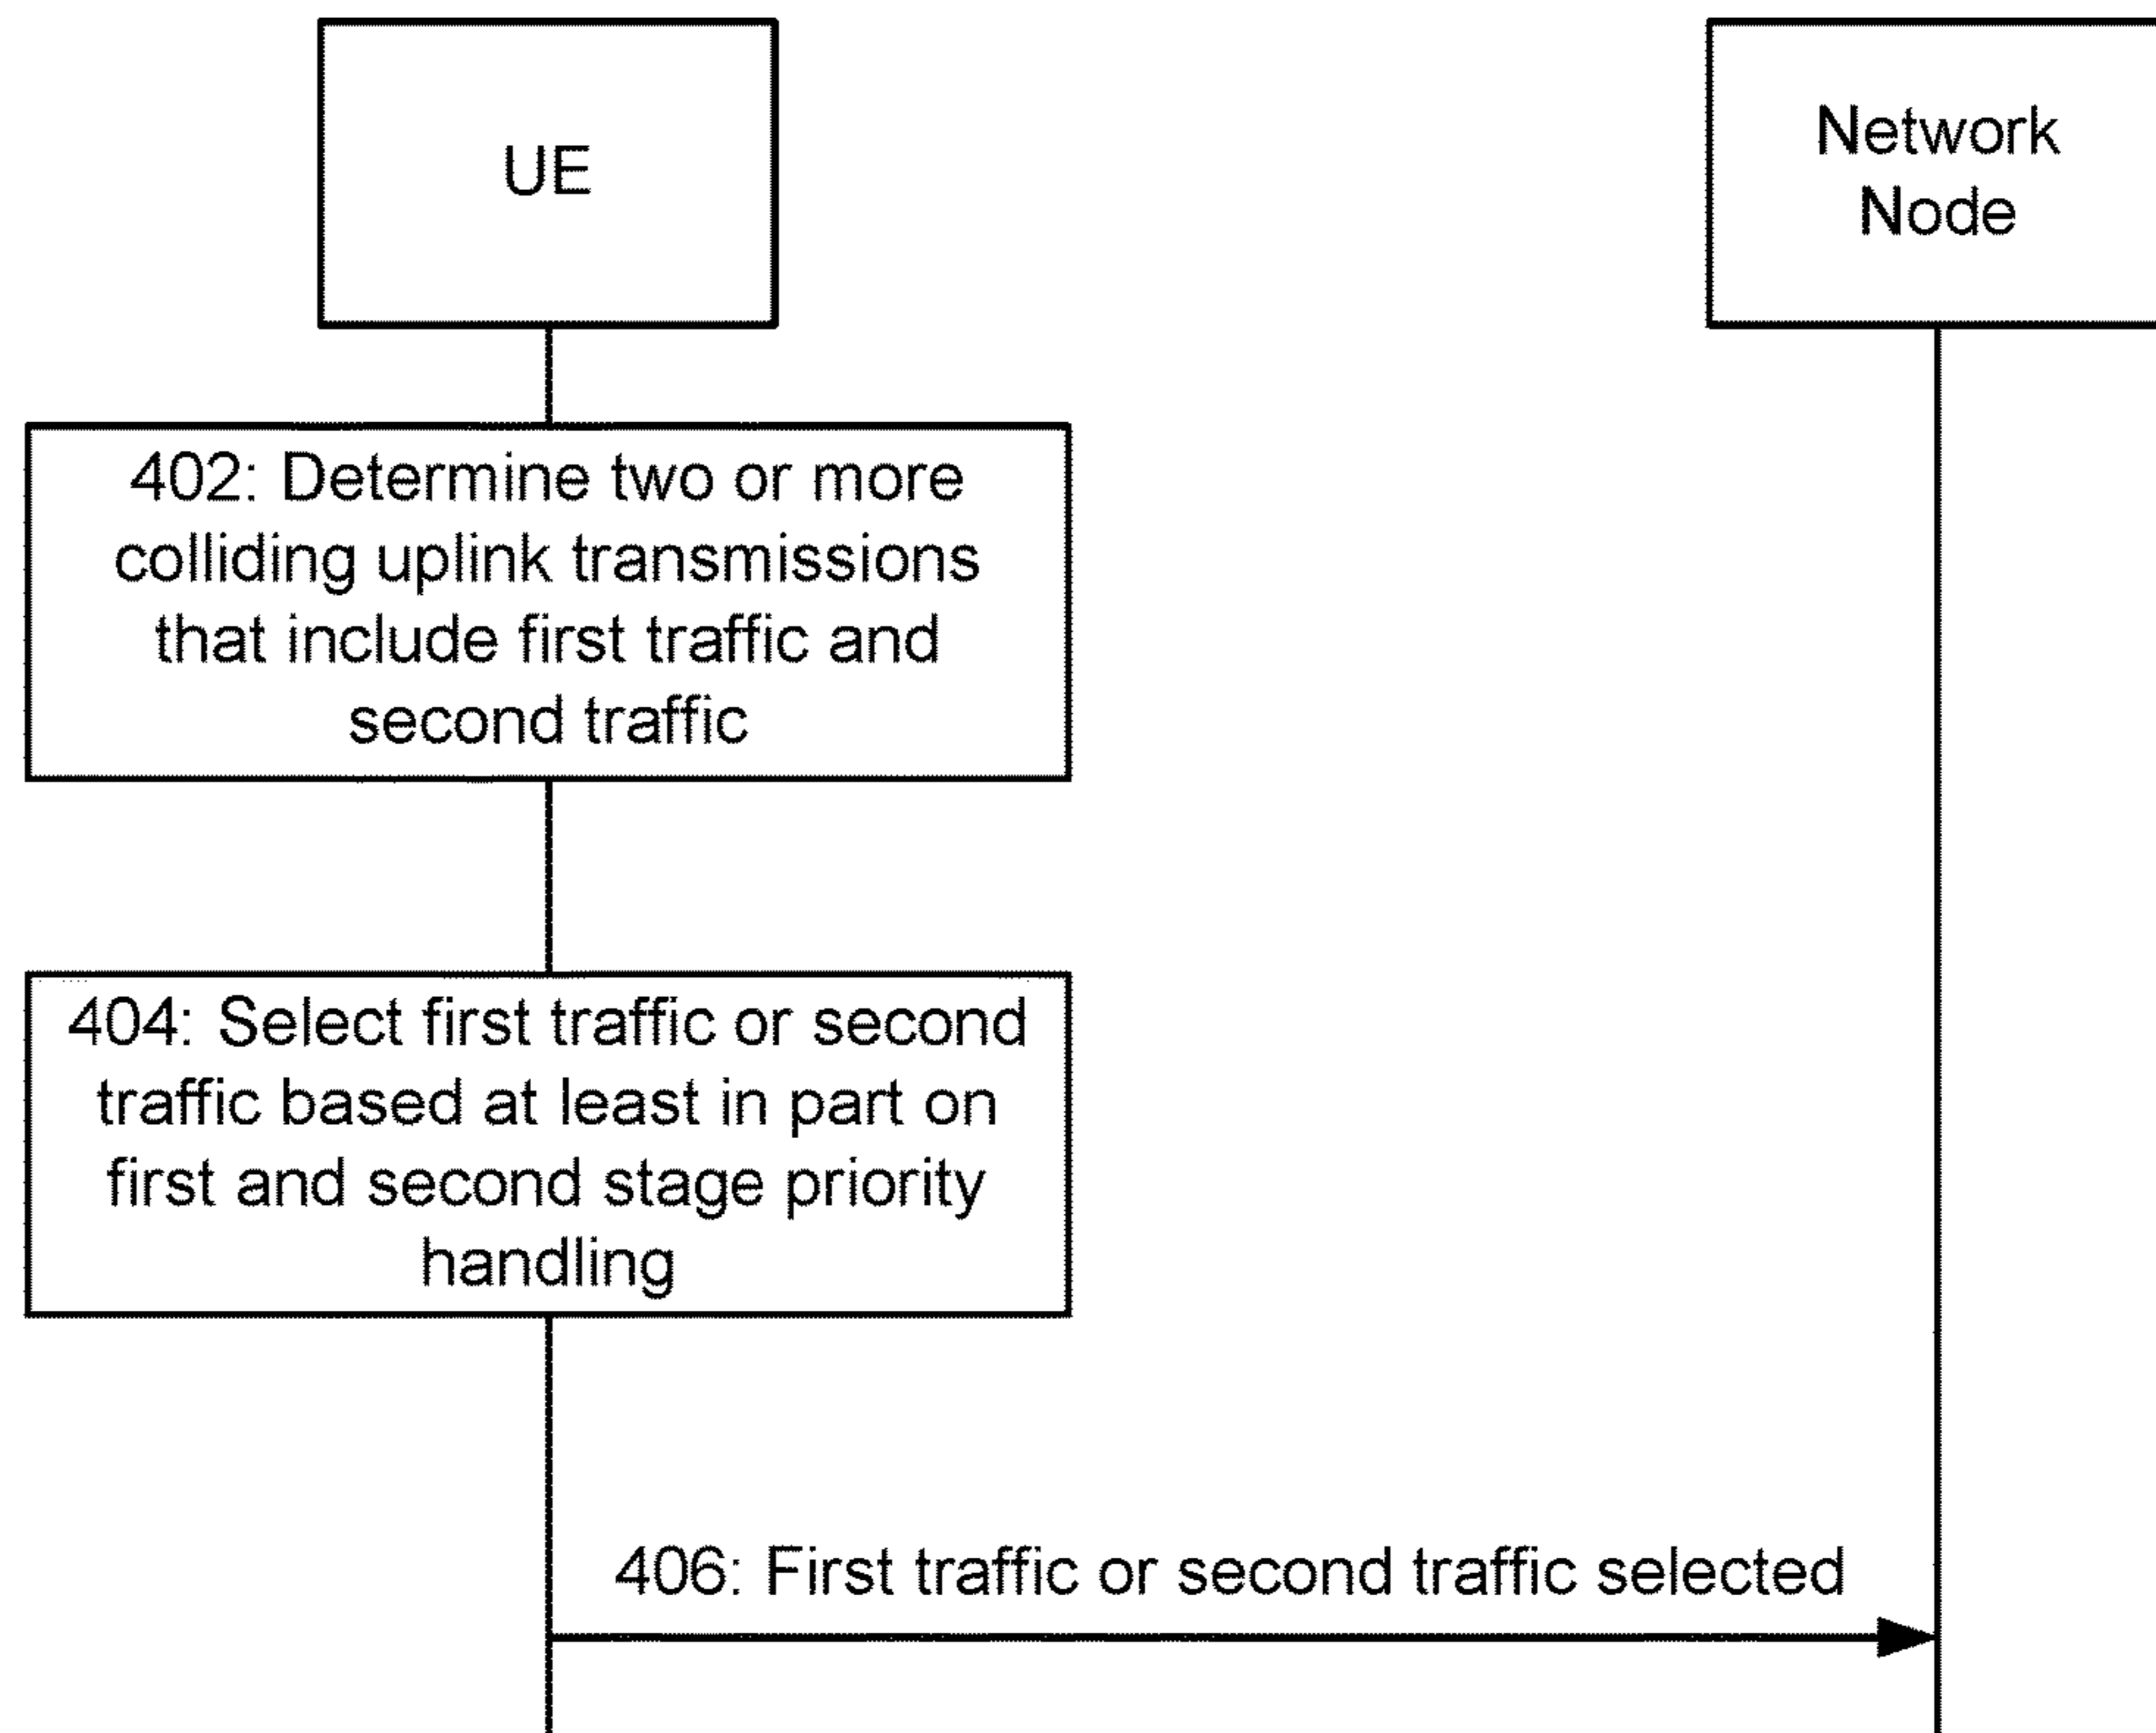 UE
Network
Node
402: Determine two or more
colliding uplink transmissions
that include first traffic and
second traffic
404: Select first traffic or second
traffic based at least in part on
first and second stage priority
handling
406: First traffic or second traffic selected